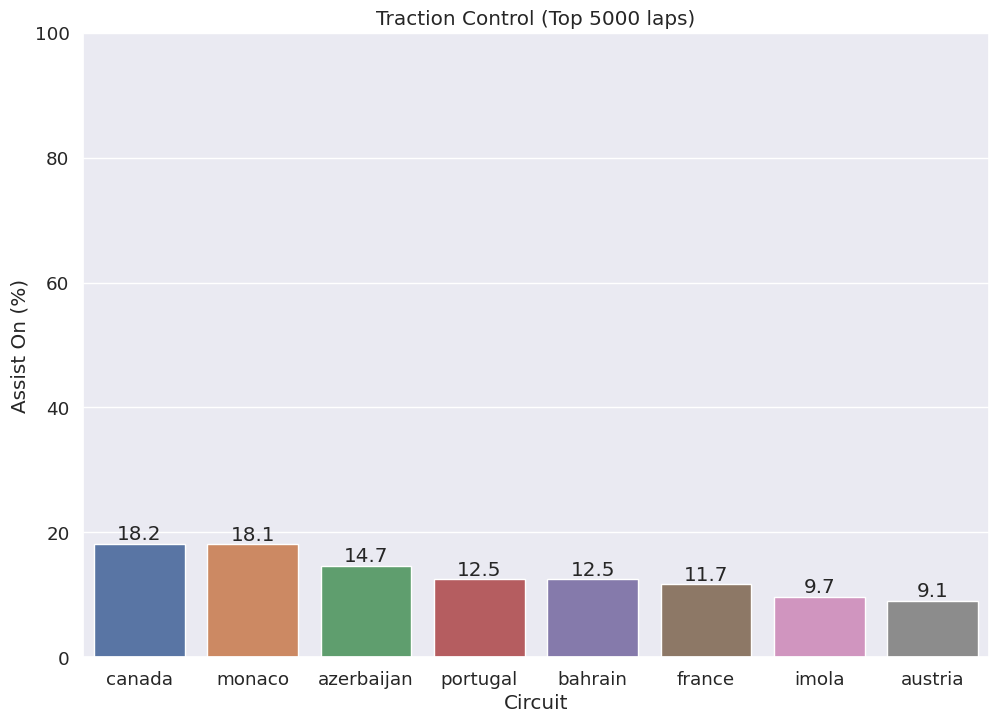 Traction Control (Top 5000 laps)
100
80
60
40
20
0
Assist On (%)
18.2
18.1
14.7
12.5
12.5
11.7
9.7
9.1
canada
monaco
azerbaijan
portugal
bahrain
france
imola
austria
Circuit